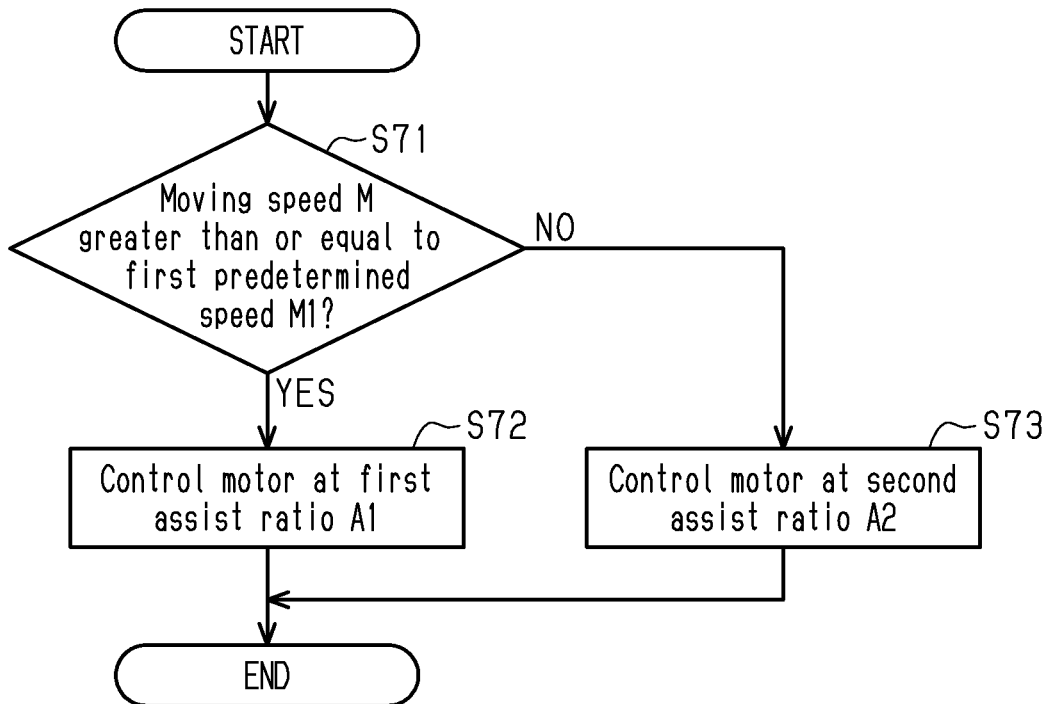 START
S71
Moving speed M
greater than or equal to
first predetermined
speed M1?
NO
YES
S72
Control motor at first
assist ratio A1
S73
Control motor at second
assist ratio A2
END